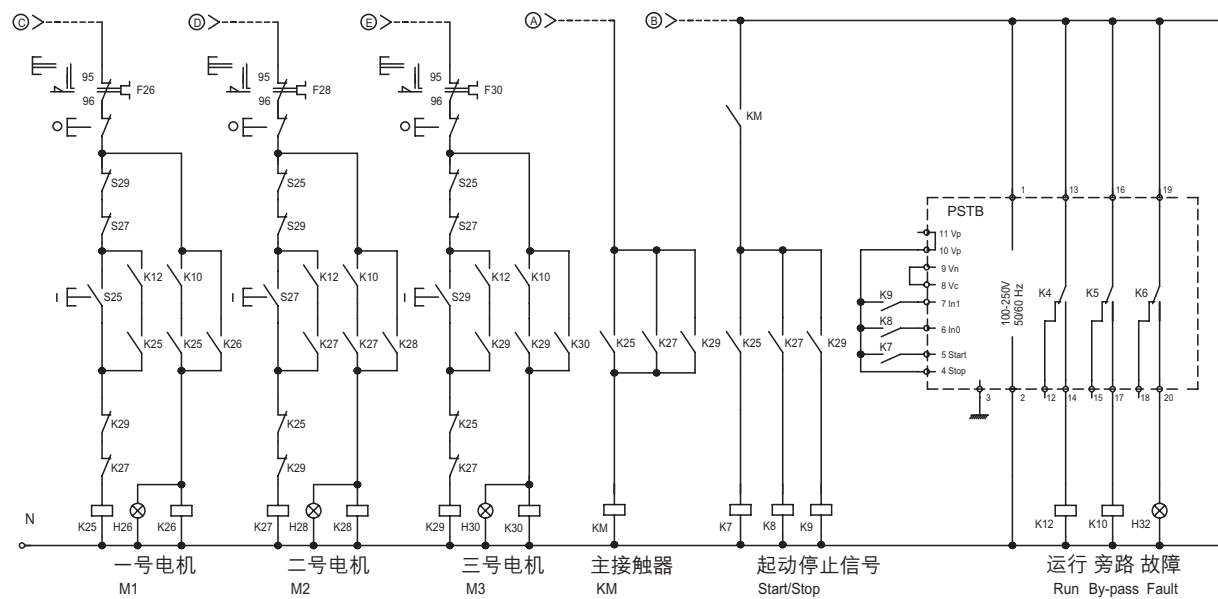 C D E A B
95 95 95
F26 F28 F30
96 96 96
O O O
KM
S29 S25 S25
1 13 16 19
PSTB
S27 S29 S27
11 Vp
10 Vp
K12 K10 K12 K10 K12 K10
9 Vn
8 Vc
I S25 I S27 I S29
K9 7 In1
100-250V
50/60 Hz
K4 K5 K6
K8 6 In0
K25 K25 K26 K27 K27 K28 K29 K29 K30 K25 K27 K29 K25 K27 K29
K7 5 Start
4 Stop
3 2 12 14 15 17 18 20
K29 K25 K25
K27 K29 K27
N
K25 H26 K26 K27 H28 K28 K29 H30 K30 KM K7 K8 K9 K12 K10 H32
一号电机 二号电机 三号电机 主接触器 起动停止信号 运行 旁路 故障
M1 M2 M3 KM Start/Stop Run By-pass Fault